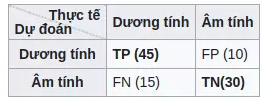 Thực tế
Dự đoán
Dương tính Âm tính
Dương tính TP (45) FP (10)
Âm tính FN (15) TN(30)